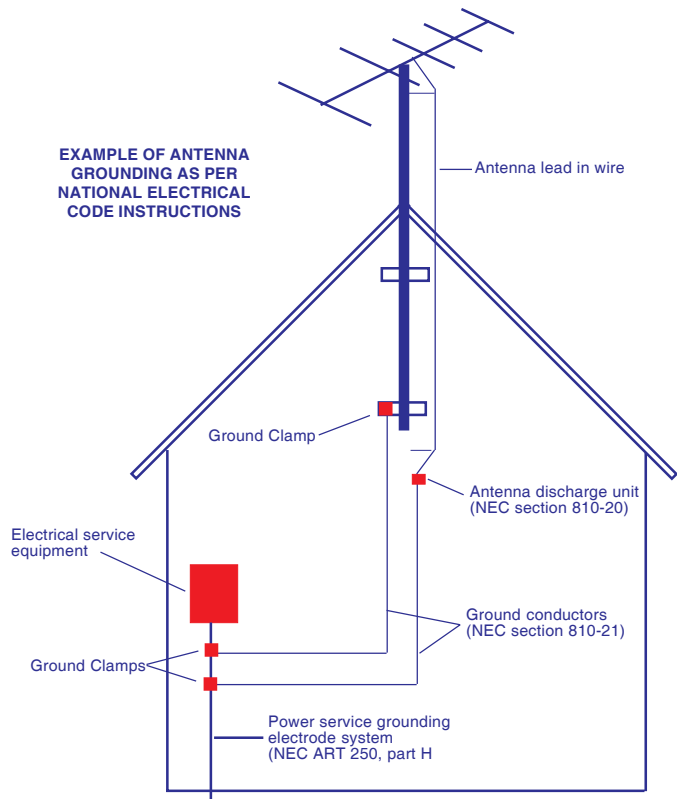 EXAMPLE OF ANTENNA
GROUNDING AS PER
NATIONAL ELECTRICAL
CODE INSTRUCTIONS
Antenna lead in wire
Ground Clamp
Antenna discharge unit
(NEC section 810-20)
Electrical service
equipment
Ground conductors
(NEC section 810-21)
Ground Clamps
Power service grounding
electrode system
(NEC ART 250, part H